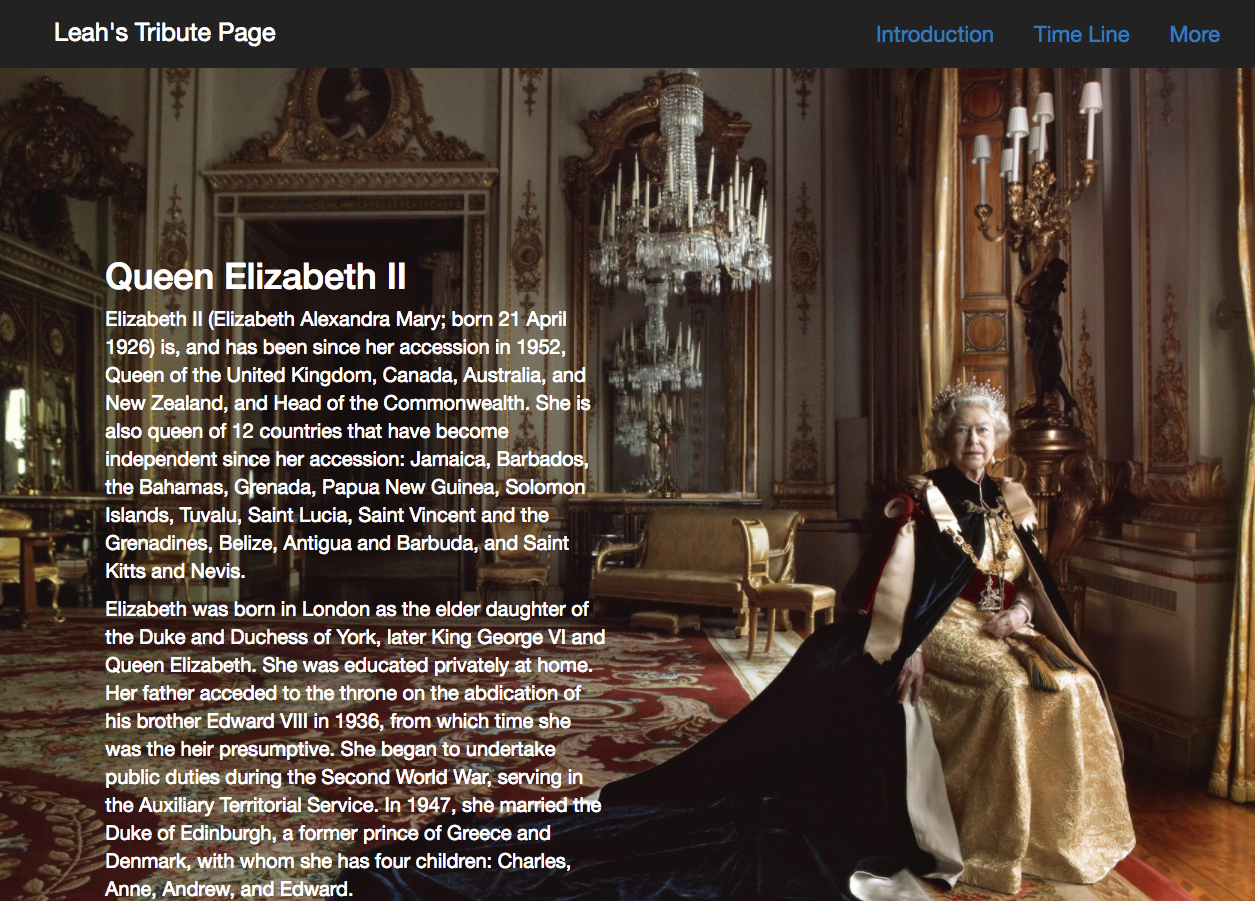 Leah's Tribute Page
Introduction
Time Line
More
Queen Elizabeth II
Elizabeth II (Elizabeth Alexandra Mary; born 21 April
1926) is, and has been since her accession in 1952,
Queen of the United Kingdom, Canada, Australia, and
New Zealand, and Head of the Commonwealth. She is
also queen of 12 countries that have become
independent since her accession: Jamaica, Barbados,
the Bahamas, Grenada, Papua New Guinea, Solomon
Islands, Tuvalu, Saint Lucia, Saint Vincent and the
Grenadines, Belize, Antigua and Barbuda, and Saint
Kitts and Nevis.
Elizabeth was born in London as the elder daughter of
the Duke and Duchess of York, later King George VI and
Queen Elizabeth. She was educated privately at home.
Her father acceded to the throne on the abdication of
his brother Edward VIII in 1936, from which time she
was the heir presumptive. She began to undertake
public duties during the Second World War, serving in
the Auxiliary Territorial Service. In 1947, she married the
Duke of Edinburgh, a former prince of Greece and
Denmark, with whom she has four children: Charles,
Anne, Andrew, and Edward.